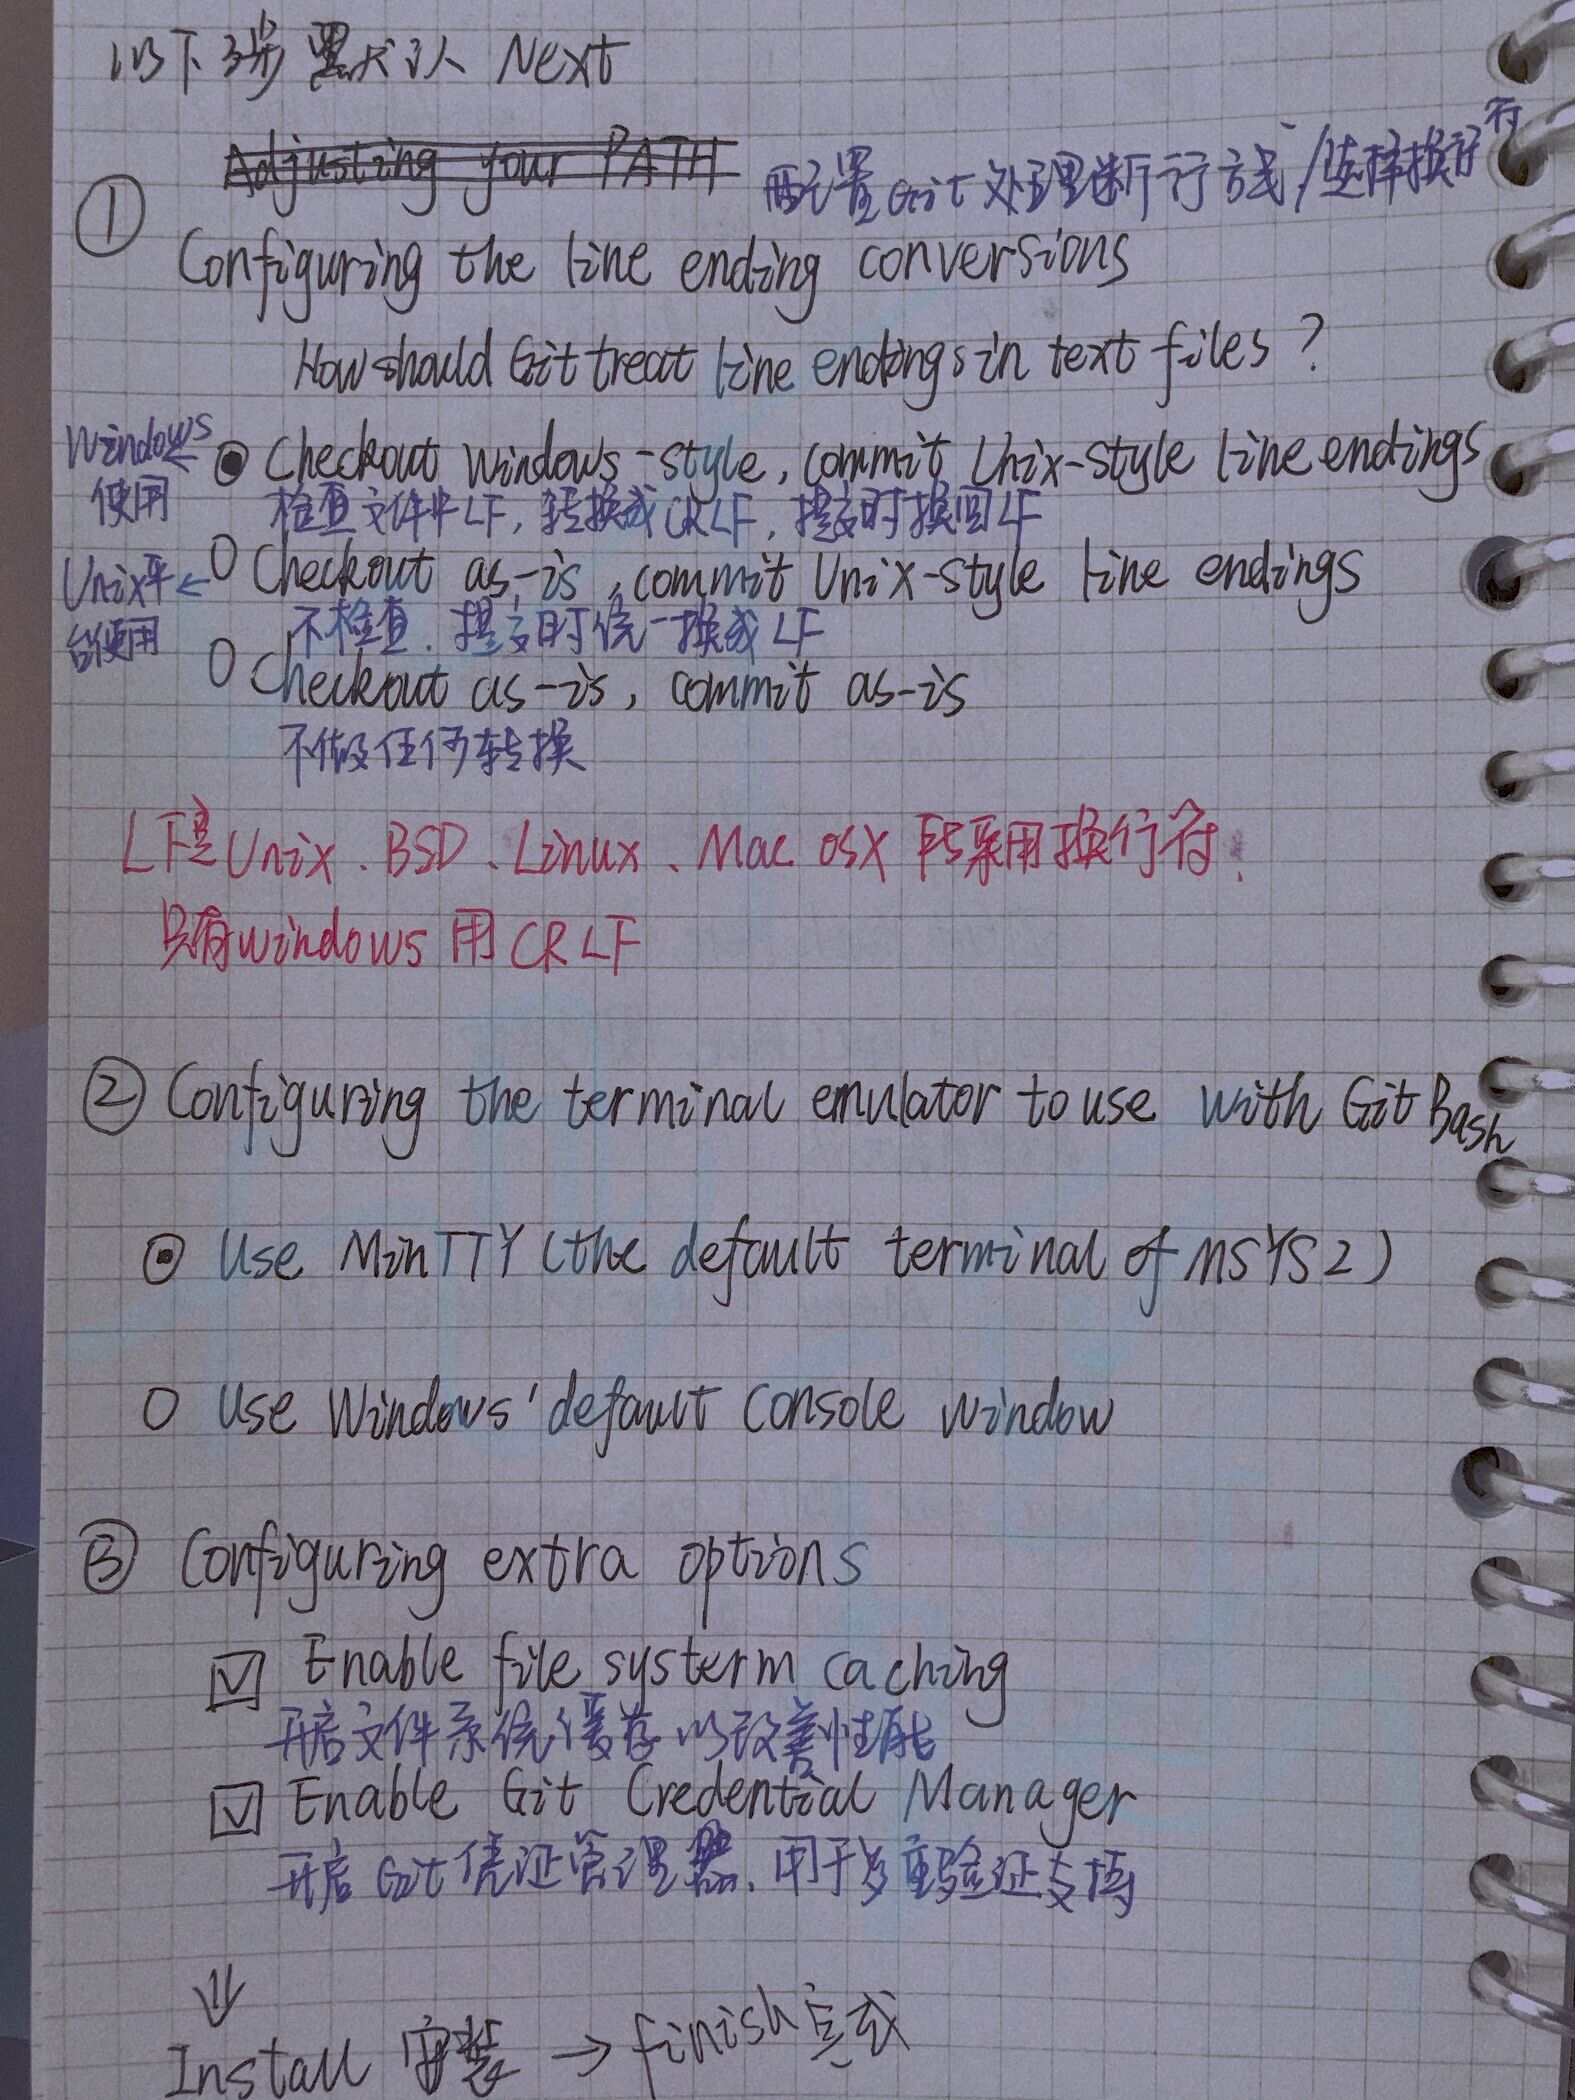 以下3步默认 Next
Adjusting your PATH
配置Git处理断行方式/选择换行符
① Configuring the line ending conversions
How should Git treat line endings in text files?
Windows使用← ● Checkout Windows-style, commit Unix-style line endings
检查文件中LF, 转换成CRLF, 提交时换回LF
Unix平台使用← ○ Checkout as-is, commit Unix-style line endings
不检查. 提交时统一换成LF
○ Checkout as-is, commit as-is
不做任何转换
LF是Unix、BSD、Linux、Mac OSX 所采用换行符.
只有windows用CRLF
② Configuring the terminal emulator to use with Git Bash
⊙ Use MinTTY (the default terminal of MSYS2)
○ Use Windows' default console window
③ Configuring extra options
☑ Enable file systerm caching
开启文件系统缓存以改善性能
☑ Enable Git Credential Manager
开启Git凭证管理器. 用于多重验证支持
⇓
Install 安装 → finish完成